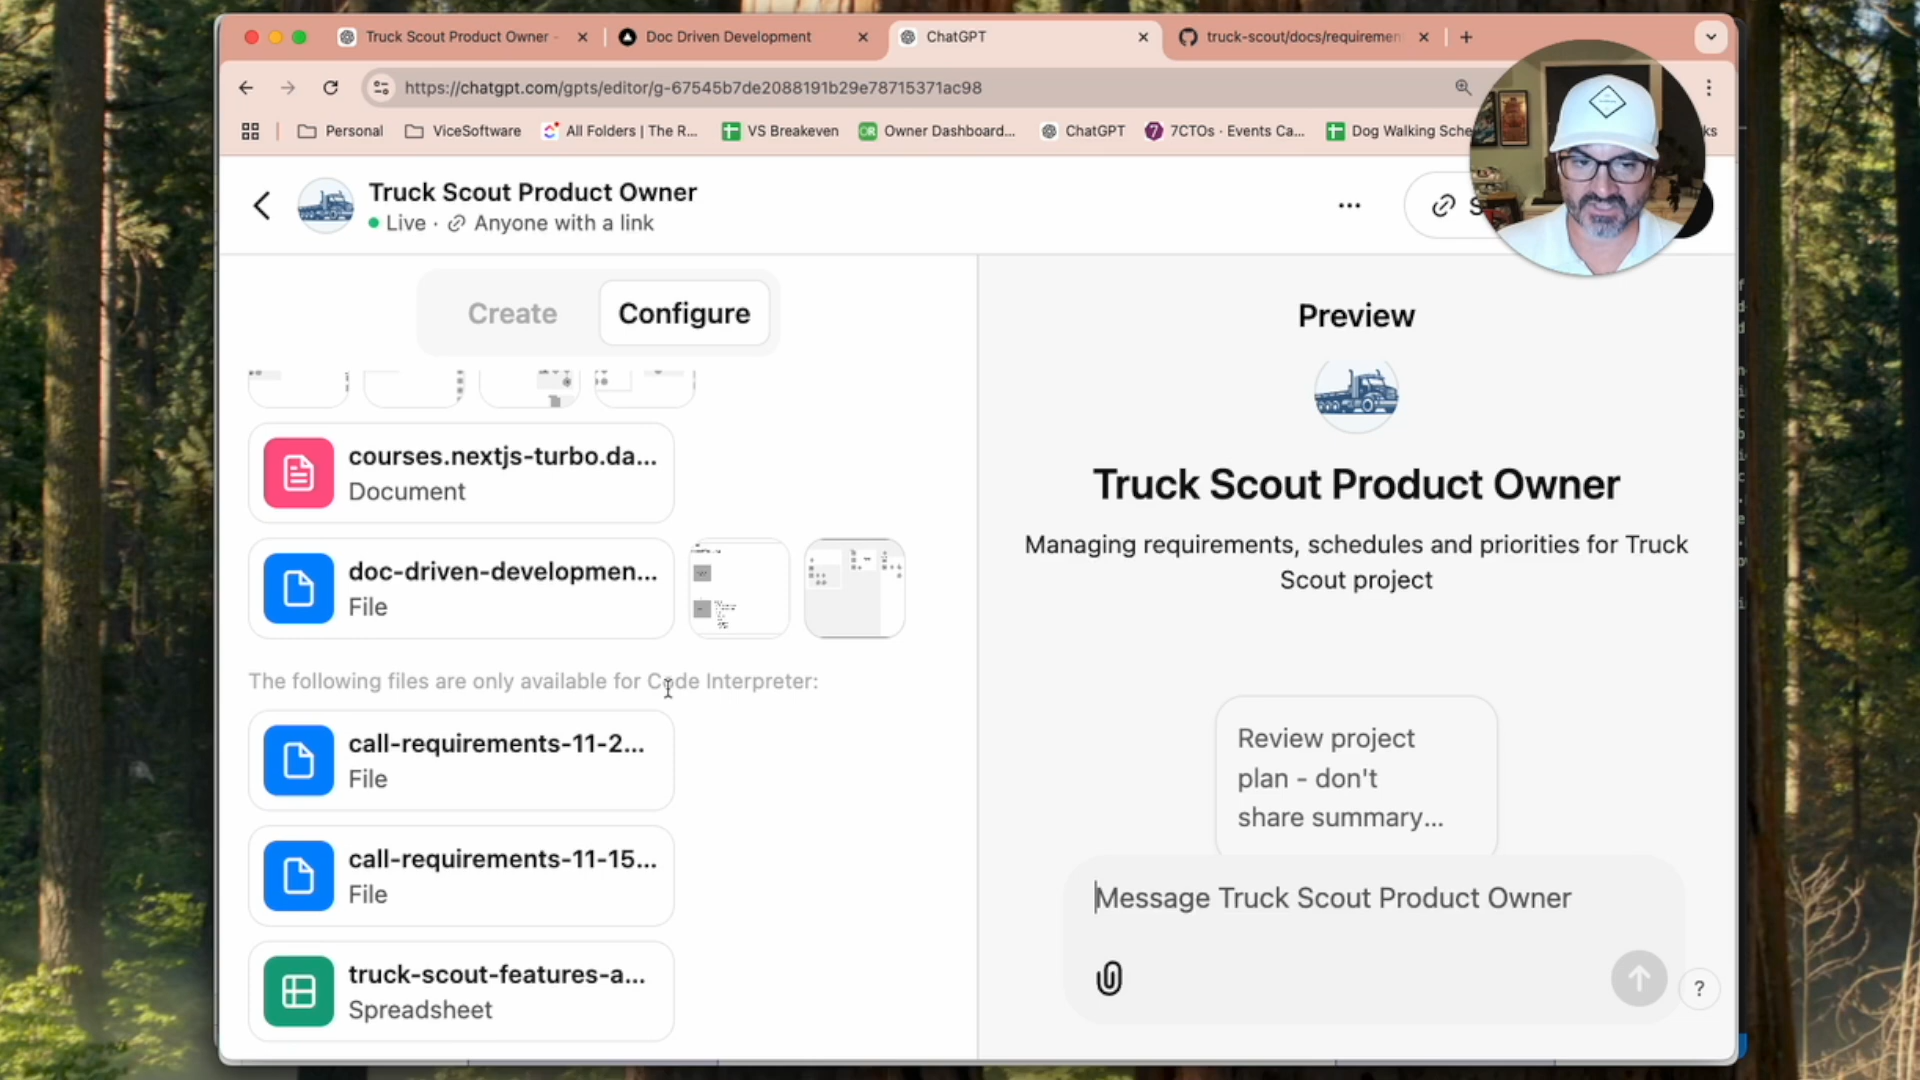 Truck Scout Product Owner -
Doc Driven Development
ChatGPT
truck-scout/docs/requiremen
https://chatgpt.com/gpts/editor/g-67545b7de2088191b29e78715371ac98
Personal
ViceSoftware
All Folders | The R...
VS Breakeven
Owner Dashboard...
ChatGPT
7CTOs · Events Ca...
Dog Walking Sche
ks
Truck Scout Product Owner
Live · Anyone with a link
S
Create
Configure
courses.nextjs-turbo.da...
Document
doc-driven-developmen...
File
The following files are only available for Code Interpreter:
call-requirements-11-2...
File
call-requirements-11-15...
File
truck-scout-features-a...
Spreadsheet
Preview
Truck Scout Product Owner
Managing requirements, schedules and priorities for Truck
Scout project
Review project
plan - don't
share summary...
Message Truck Scout Product Owner
?